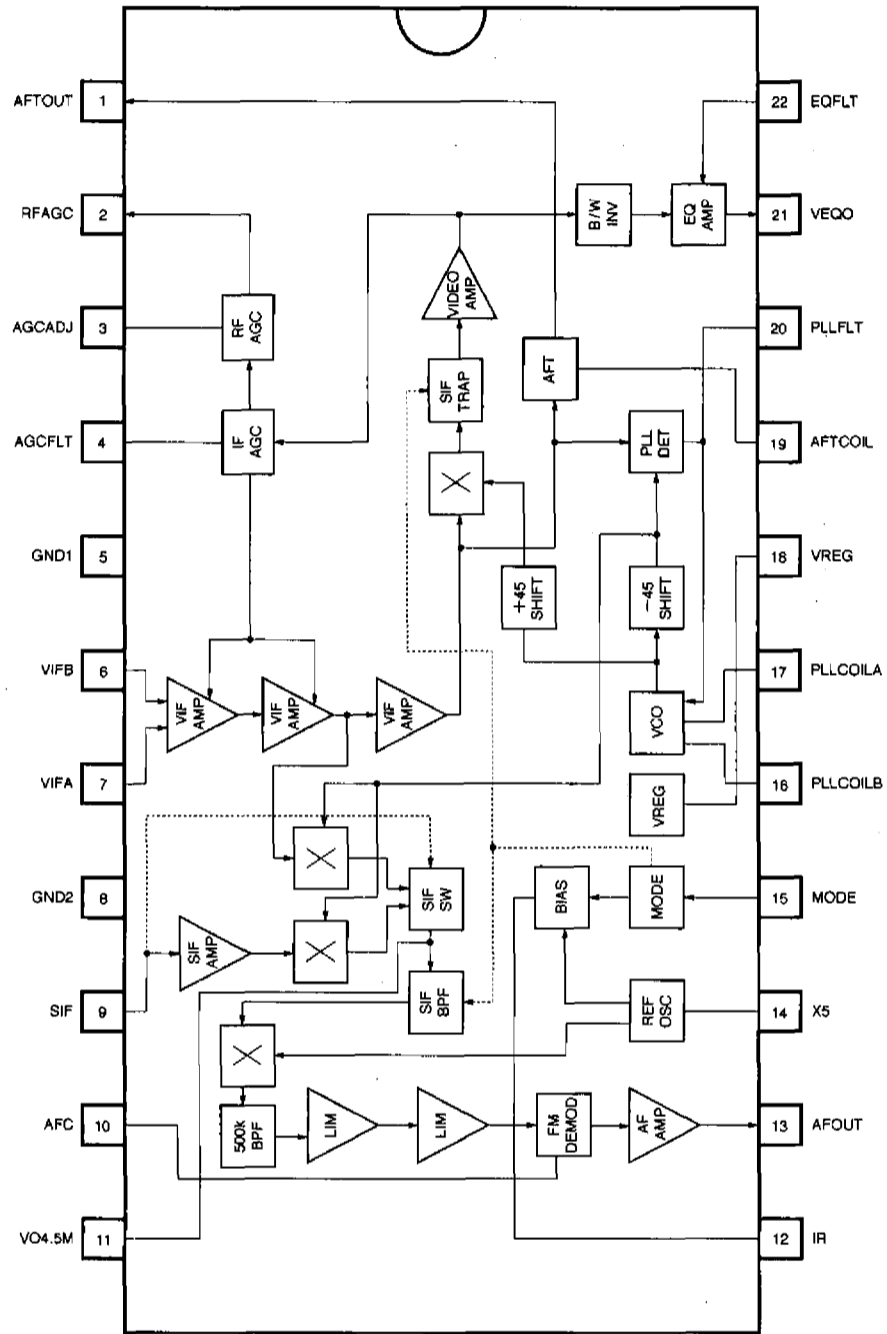 AFTOUT 1
22 EQFLT
RFAGC 2
B/W
INV
EQ
AMP
21 VEQO
VIDEO
AMP
AGCADJ 3
RF
AGC
20 PLLFLT
SIF
TRAP
AFT
AGCFLT 4
IF
AGC
PLL
DET
19 AFTCOIL
GND1 5
+45
SHIFT
-45
SHIFT
18 VREG
VIFB 6
VIF
AMP
VIF
AMP
VIF
AMP
VCO
17 PLLCOILA
VIFA 7
VREG
16 PLLCOILB
GND2 8
SIF
SW
BIAS
MODE
15 MODE
SIF
AMP
SIF 9
SIF
BPF
REF
OSC
14 X5
AFC 10
500k
BPF
LIM
LIM
FM
DEMOD
AF
AMP
13 AFOUT
VO4.5M 11
12 IR